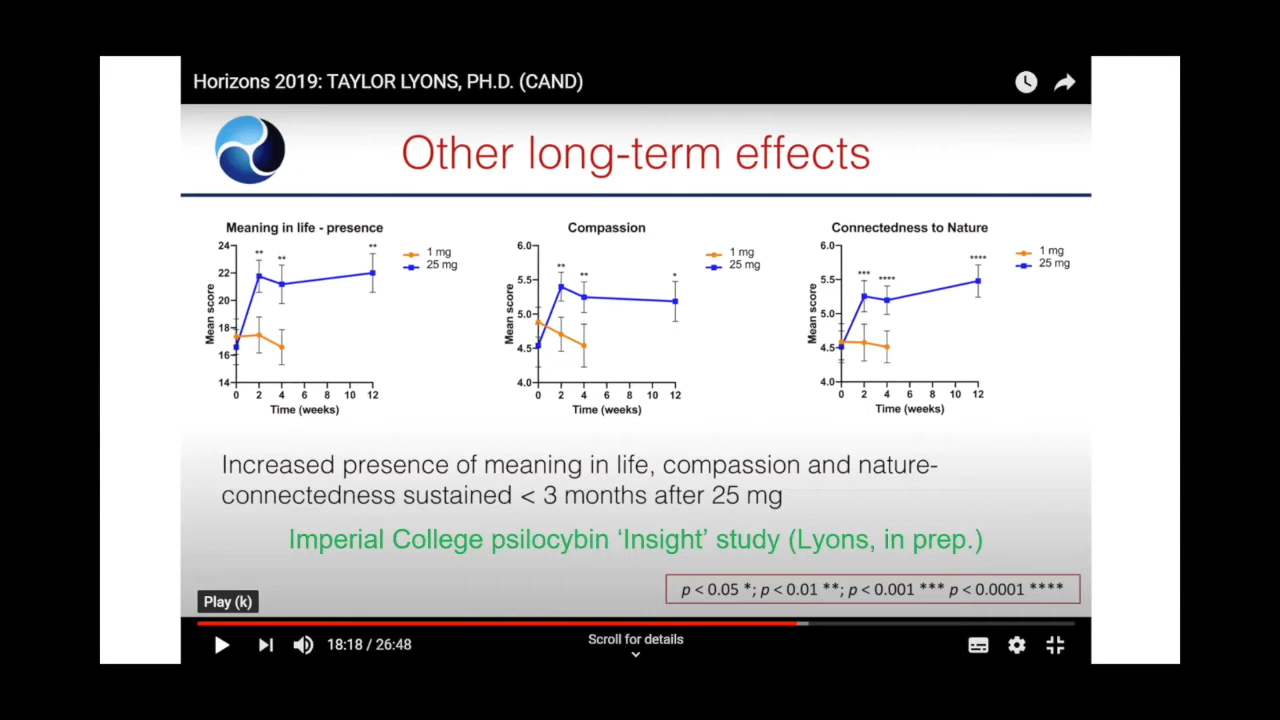 Horizons 2019: TAYLOR LYONS, PH.D. (CAND)
Other long-term effects
Meaning in life - presence
24
22
20
18
16
14
Mean score
0 2 4 6 8 10 12
Time (weeks)
** ** **
1 mg
25 mg
Compassion
6.0
5.5
5.0
4.5
4.0
Mean score
0 2 4 6 8 10 12
Time (weeks)
** ** *
1 mg
25 mg
Connectedness to Nature
6.0
5.5
5.0
4.5
4.0
Mean score
0 2 4 6 8 10 12
Time (weeks)
*** **** ****
1 mg
25 mg
Increased presence of meaning in life, compassion and nature-
connectedness sustained < 3 months after 25 mg
Imperial College psilocybin ‘Insight’ study (Lyons, in prep.)
p < 0.05 *; p < 0.01 **; p < 0.001 *** p < 0.0001 ****
Play (k)
18:18 / 26:48
Scroll for details